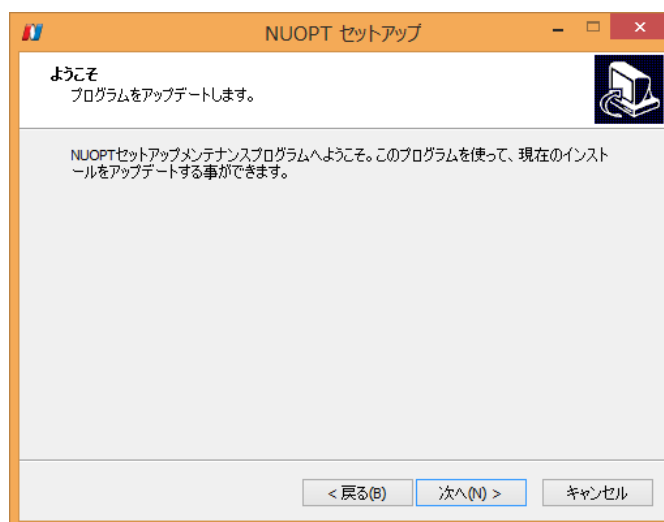 NUOPT セットアップ
ようこそ
プログラムをアップデートします。
NUOPTセットアップメンテナンスプログラムへようこそ。このプログラムを使って、現在のインスト
ールをアップデートする事ができます。
< 戻る(B)
次へ(N) >
キャンセル